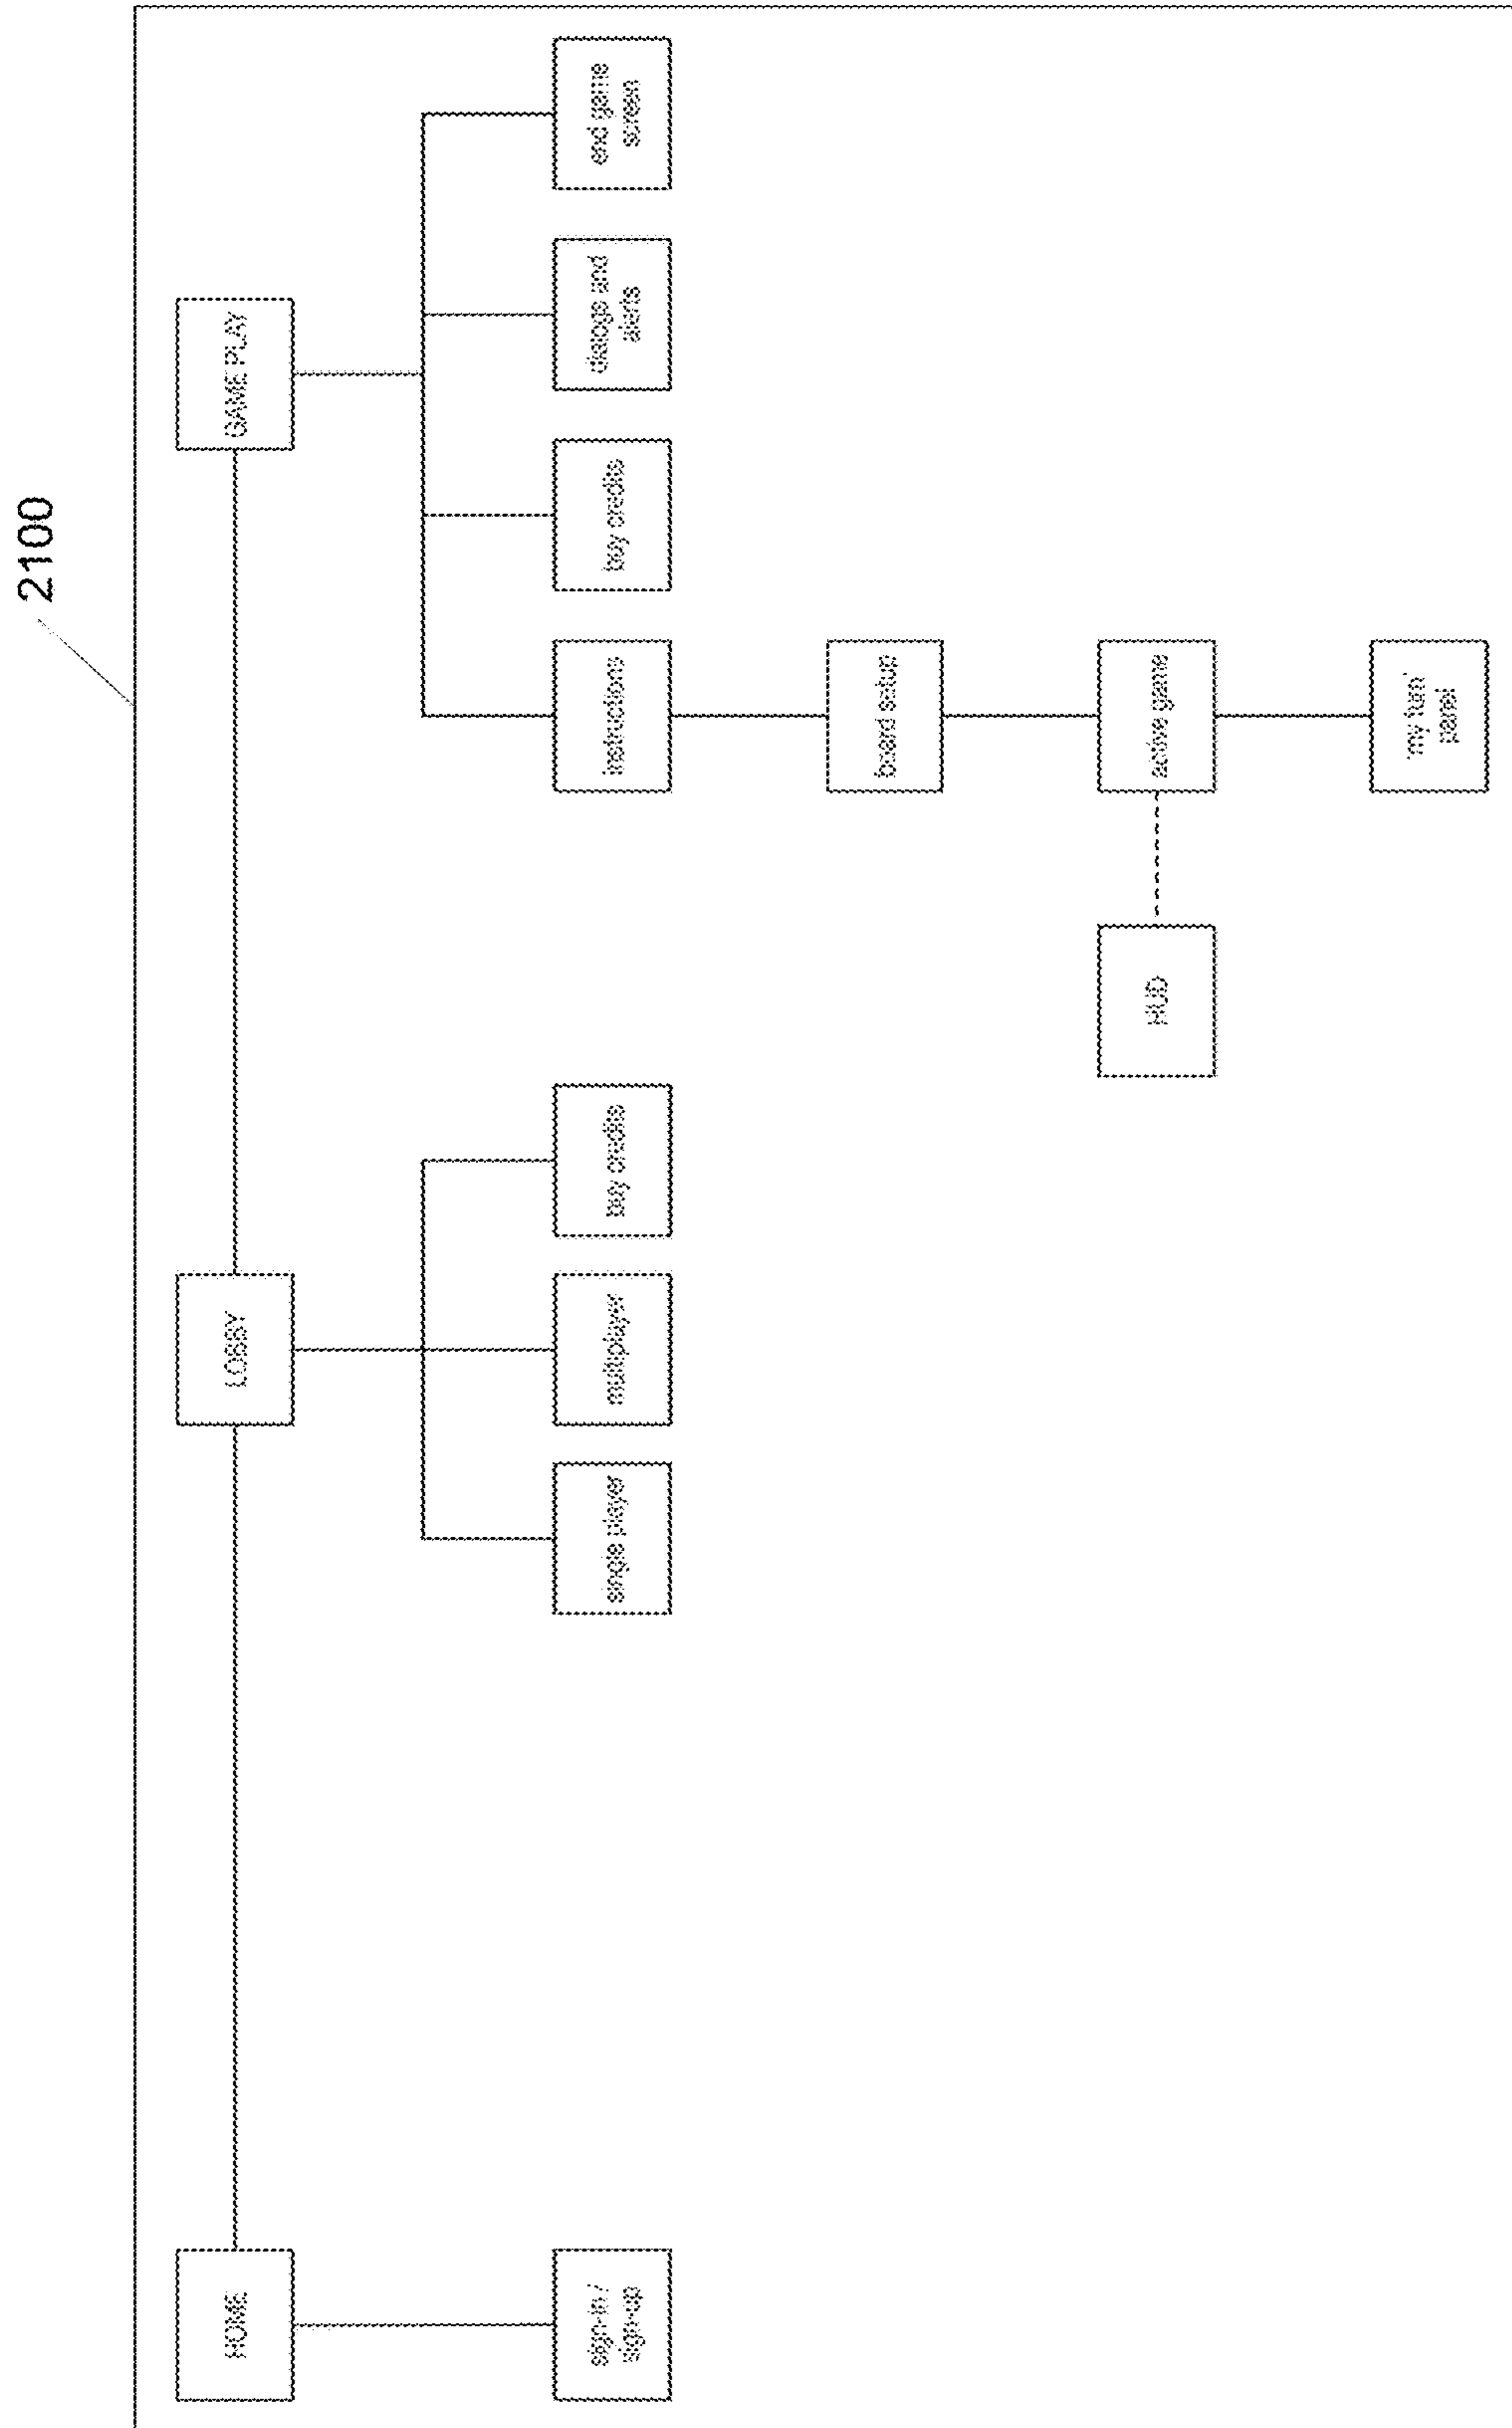 2100
HOME
LOBBY
GAME PLAY
sign-in /
sign-up
single player
multiplayer
buy credits
instructions
buy credits
dialogs and
alerts
end game
screen
board setup
HUD
active game
'my turn'
panel